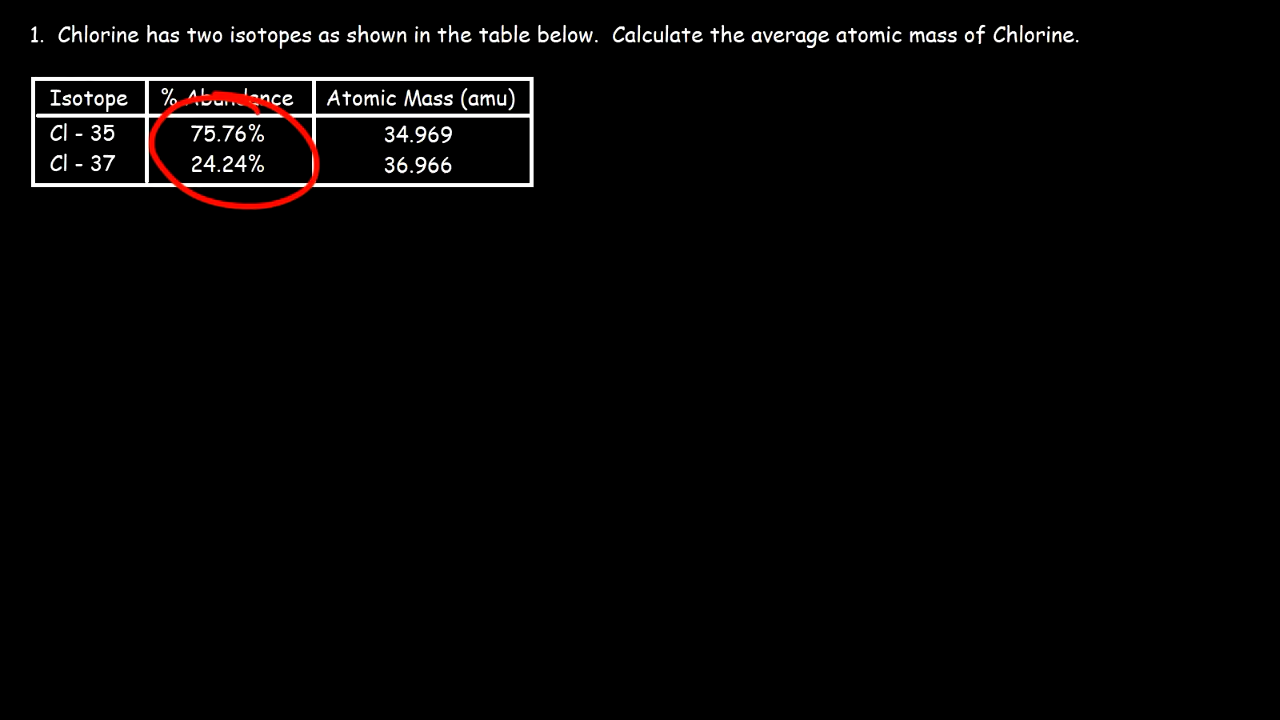 1. Chlorine has two isotopes as shown in the table below. Calculate the average atomic mass of Chlorine.
Isotope % Abundance Atomic Mass (amu)
Cl - 35 75.76% 34.969
Cl - 37 24.24% 36.966